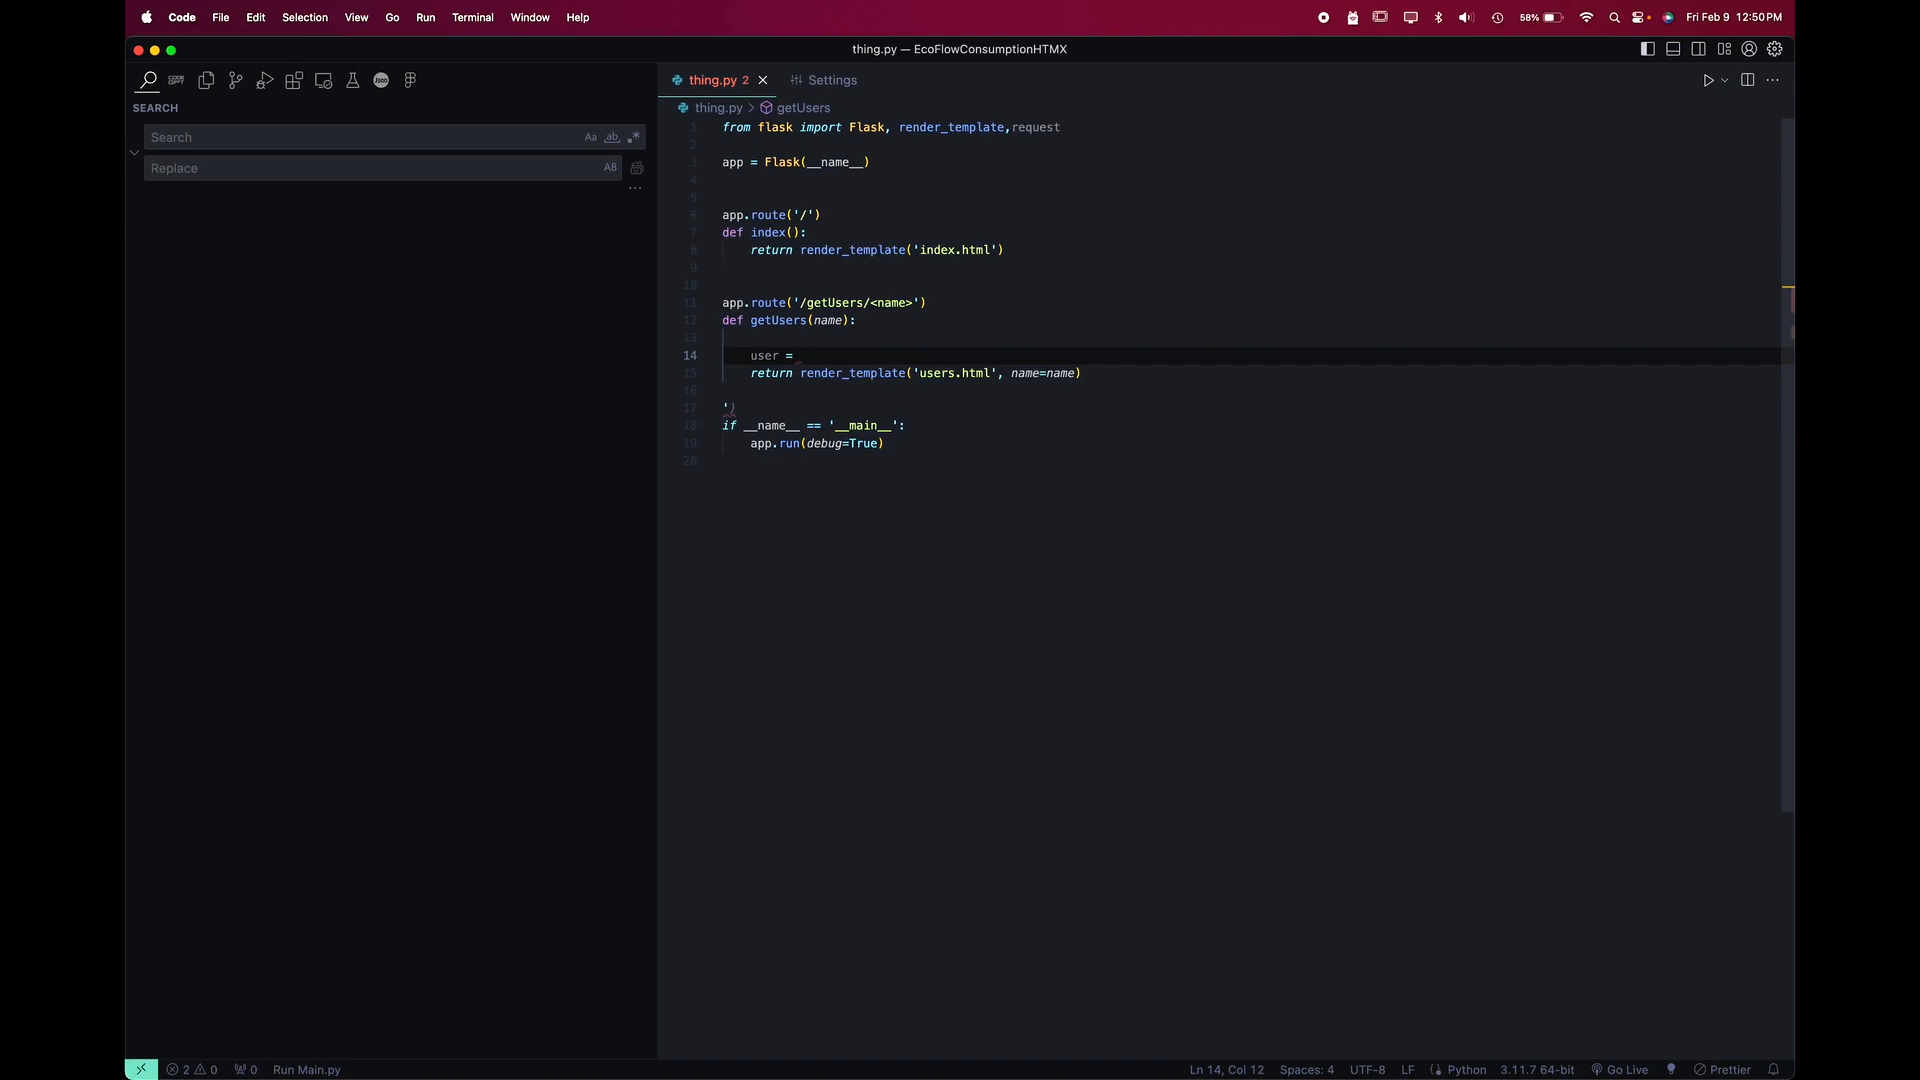 Code File Edit Selection View Go Run Terminal Window Help 58% Fri Feb 9 12:50 PM
thing.py — EcoFlowConsumptionHTMX
thing.py 2 Settings
SEARCH
thing.py > getUsers
Search Aa ab
Replace AB
1 from flask import Flask, render_template,request
2
3 app = Flask(__name__)
4
5
6 app.route('/')
7 def index():
8 return render_template('index.html')
9
10
11 app.route('/getUsers/<name>')
12 def getUsers(name):
13
14 user =
15 return render_template('users.html', name=name)
16
17 ')
18 if __name__ == '__main__':
19 app.run(debug=True)
20
2 0 0 Run Main.py Ln 14, Col 12 Spaces: 4 UTF-8 LF Python 3.11.7 64-bit Go Live Prettier